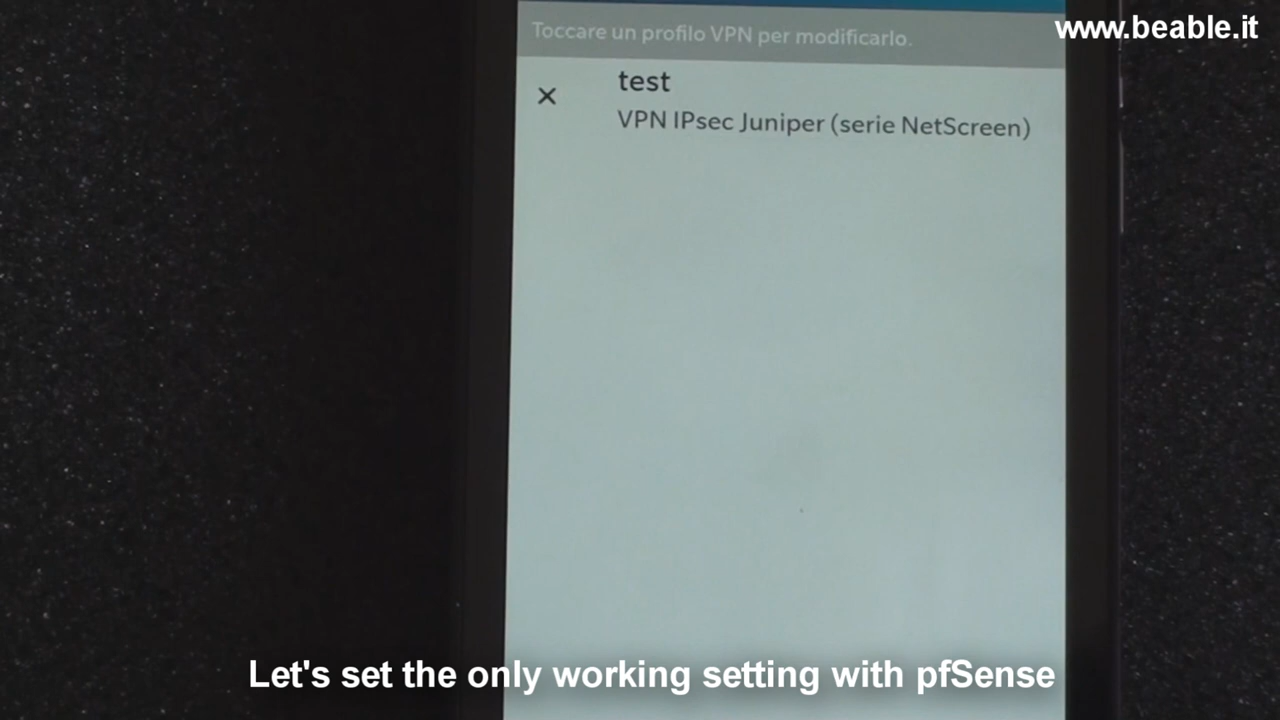 www.beable.it
Toccare un profilo VPN per modificarlo.
test
VPN IPsec Juniper (serie NetScreen)
Let's set the only working setting with pfSense